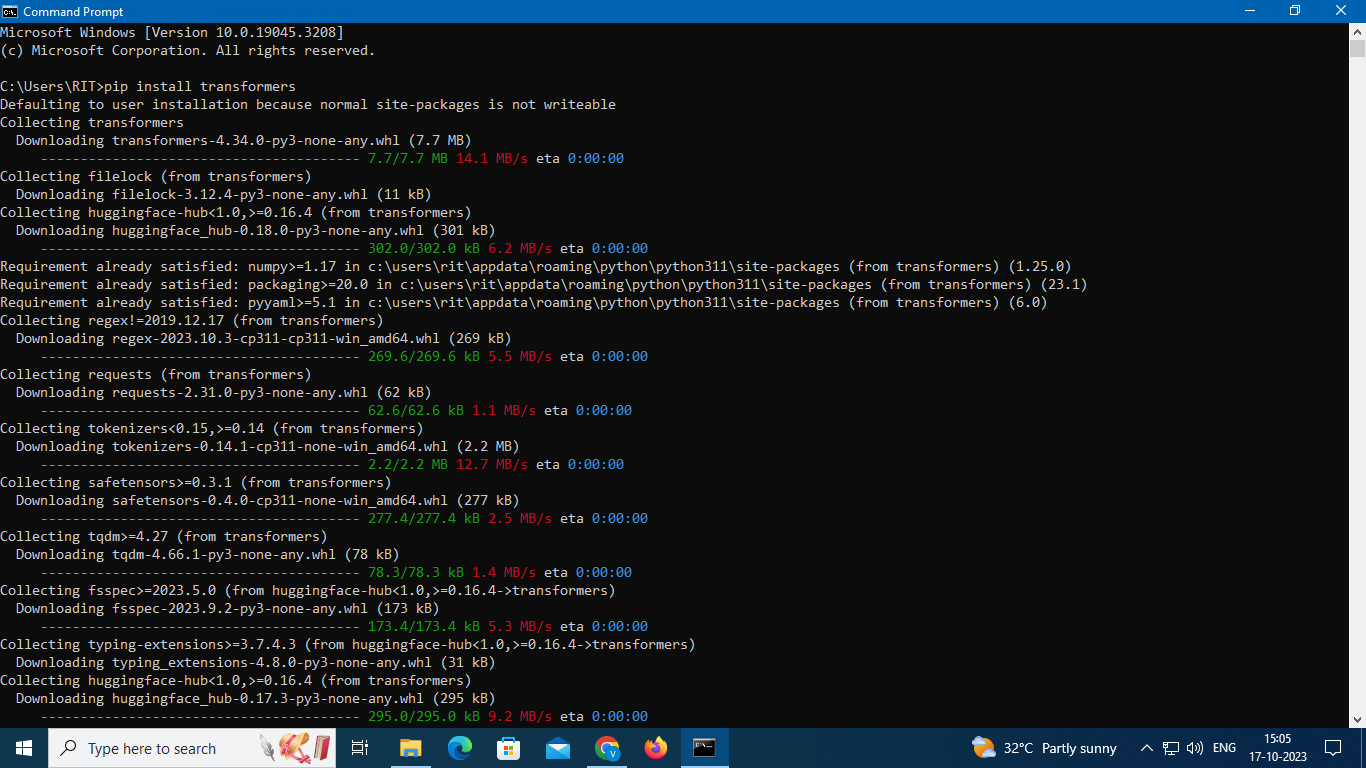 Command Prompt
Microsoft Windows [Version 10.0.19045.3208]
(c) Microsoft Corporation. All rights reserved.
C:\Users\RIT>pip install transformers
Defaulting to user installation because normal site-packages is not writeable
Collecting transformers
  Downloading transformers-4.34.0-py3-none-any.whl (7.7 MB)
     ---------------------------------------- 7.7/7.7 MB 14.1 MB/s eta 0:00:00
Collecting filelock (from transformers)
  Downloading filelock-3.12.4-py3-none-any.whl (11 kB)
Collecting huggingface-hub<1.0,>=0.16.4 (from transformers)
  Downloading huggingface_hub-0.18.0-py3-none-any.whl (301 kB)
     ---------------------------------------- 302.0/302.0 kB 6.2 MB/s eta 0:00:00
Requirement already satisfied: numpy>=1.17 in c:\users\rit\appdata\roaming\python\python311\site-packages (from transformers) (1.25.0)
Requirement already satisfied: packaging>=20.0 in c:\users\rit\appdata\roaming\python\python311\site-packages (from transformers) (23.1)
Requirement already satisfied: pyyaml>=5.1 in c:\users\rit\appdata\roaming\python\python311\site-packages (from transformers) (6.0)
Collecting regex!=2019.12.17 (from transformers)
  Downloading regex-2023.10.3-cp311-cp311-win_amd64.whl (269 kB)
     ---------------------------------------- 269.6/269.6 kB 5.5 MB/s eta 0:00:00
Collecting requests (from transformers)
  Downloading requests-2.31.0-py3-none-any.whl (62 kB)
     ---------------------------------------- 62.6/62.6 kB 1.1 MB/s eta 0:00:00
Collecting tokenizers<0.15,>=0.14 (from transformers)
  Downloading tokenizers-0.14.1-cp311-none-win_amd64.whl (2.2 MB)
     ---------------------------------------- 2.2/2.2 MB 12.7 MB/s eta 0:00:00
Collecting safetensors>=0.3.1 (from transformers)
  Downloading safetensors-0.4.0-cp311-none-win_amd64.whl (277 kB)
     ---------------------------------------- 277.4/277.4 kB 2.5 MB/s eta 0:00:00
Collecting tqdm>=4.27 (from transformers)
  Downloading tqdm-4.66.1-py3-none-any.whl (78 kB)
     ---------------------------------------- 78.3/78.3 kB 1.4 MB/s eta 0:00:00
Collecting fsspec>=2023.5.0 (from huggingface-hub<1.0,>=0.16.4->transformers)
  Downloading fsspec-2023.9.2-py3-none-any.whl (173 kB)
     ---------------------------------------- 173.4/173.4 kB 5.3 MB/s eta 0:00:00
Collecting typing-extensions>=3.7.4.3 (from huggingface-hub<1.0,>=0.16.4->transformers)
  Downloading typing_extensions-4.8.0-py3-none-any.whl (31 kB)
Collecting huggingface-hub<1.0,>=0.16.4 (from transformers)
  Downloading huggingface_hub-0.17.3-py3-none-any.whl (295 kB)
     ---------------------------------------- 295.0/295.0 kB 9.2 MB/s eta 0:00:00
Type here to search
32°C Partly sunny
ENG
15:05
17-10-2023